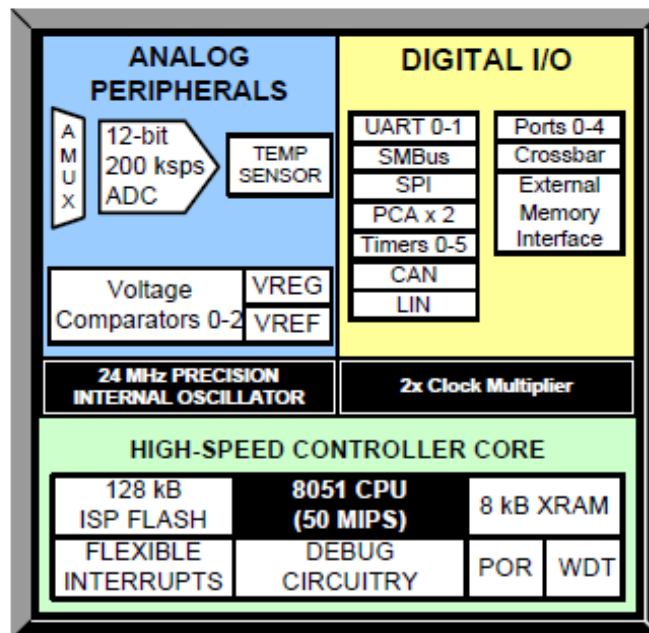 ANALOG
PERIPHERALS
A
M
U
X
12-bit
200 ksps
ADC
TEMP
SENSOR
Voltage
Comparators 0-2
VREG
VREF
DIGITAL I/O
UART 0-1
SMBus
SPI
PCA x 2
Timers 0-5
CAN
LIN
Ports 0-4
Crossbar
External
Memory
Interface
24 MHz PRECISION
INTERNAL OSCILLATOR
2x Clock Multiplier
HIGH-SPEED CONTROLLER CORE
128 kB
ISP FLASH
8051 CPU
(50 MIPS)
8 kB XRAM
FLEXIBLE
INTERRUPTS
DEBUG
CIRCUITRY
POR
WDT